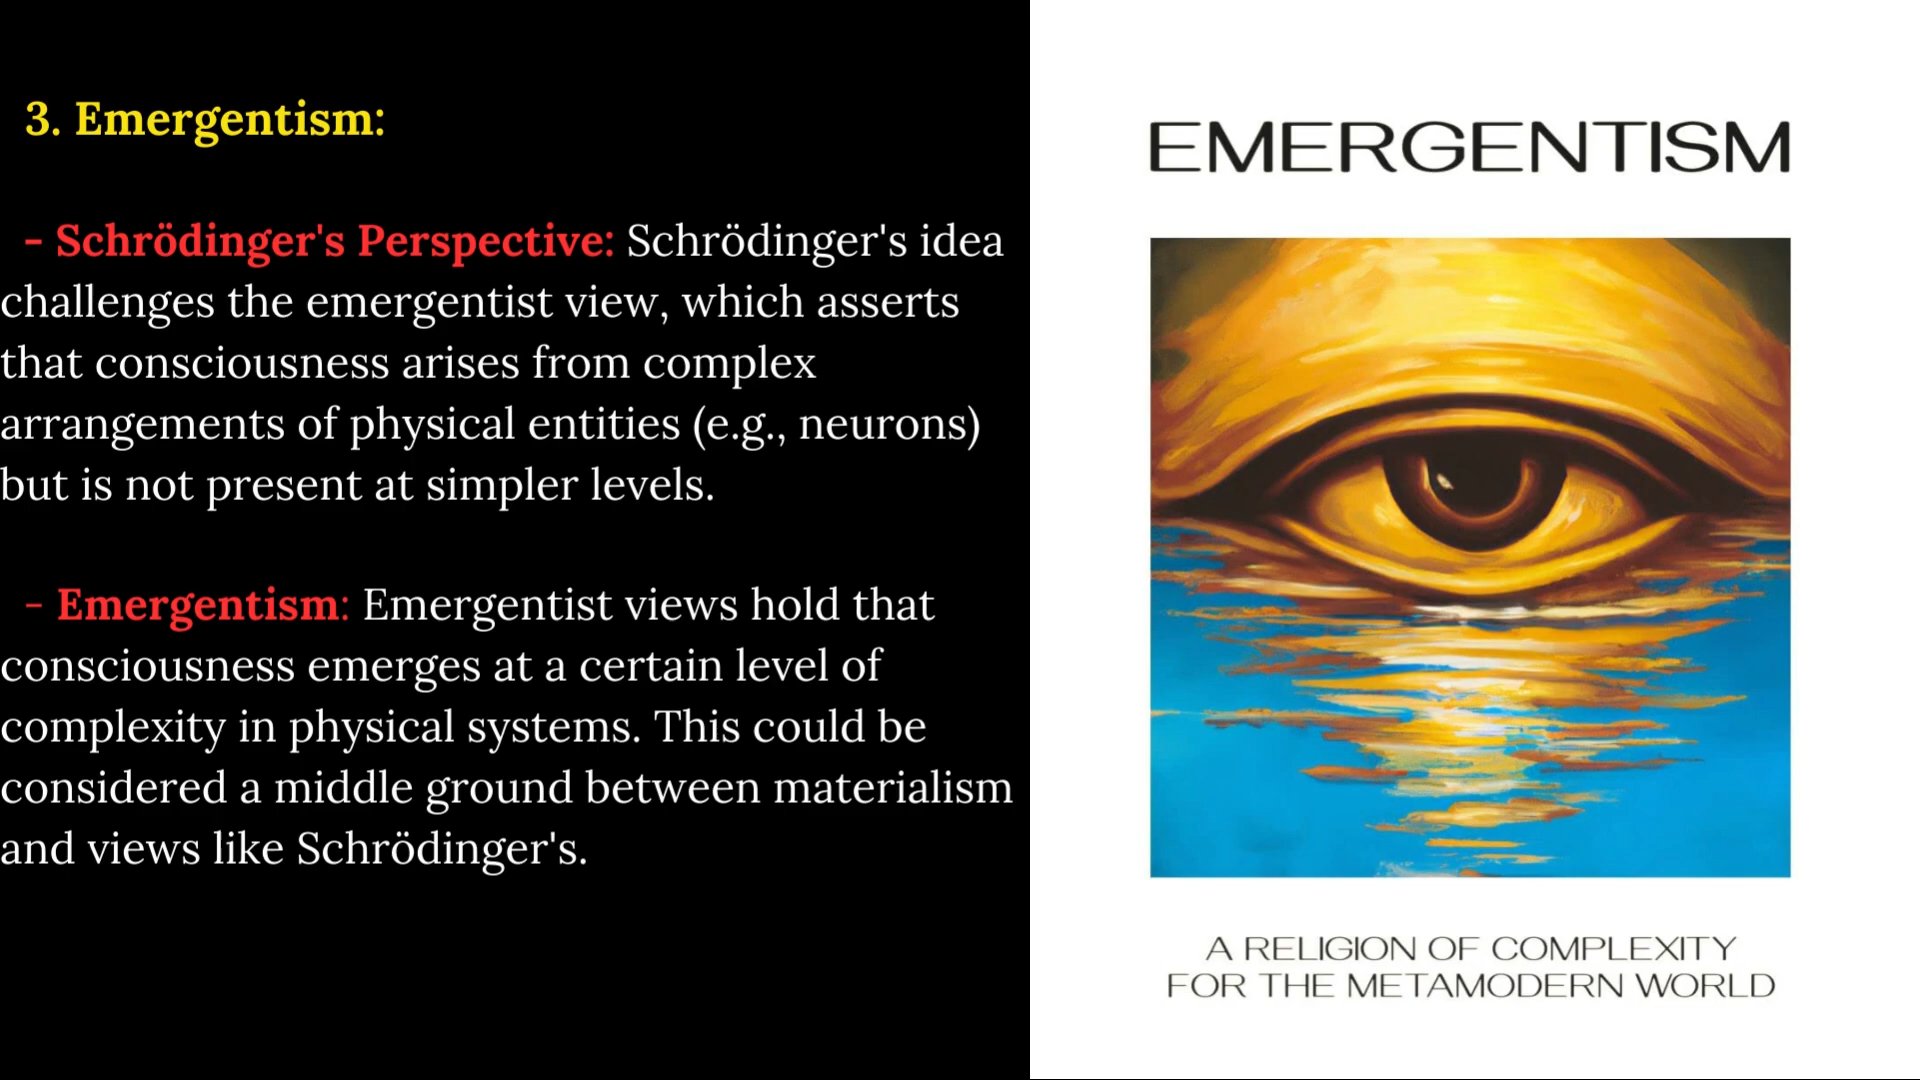 3. Emergentism:
- Schrödinger's Perspective: Schrödinger's idea
challenges the emergentist view, which asserts
that consciousness arises from complex
arrangements of physical entities (e.g., neurons)
but is not present at simpler levels.
- Emergentism: Emergentist views hold that
consciousness emerges at a certain level of
complexity in physical systems. This could be
considered a middle ground between materialism
and views like Schrödinger's.
EMERGENTISM
A RELIGION OF COMPLEXITY
FOR THE METAMODERN WORLD